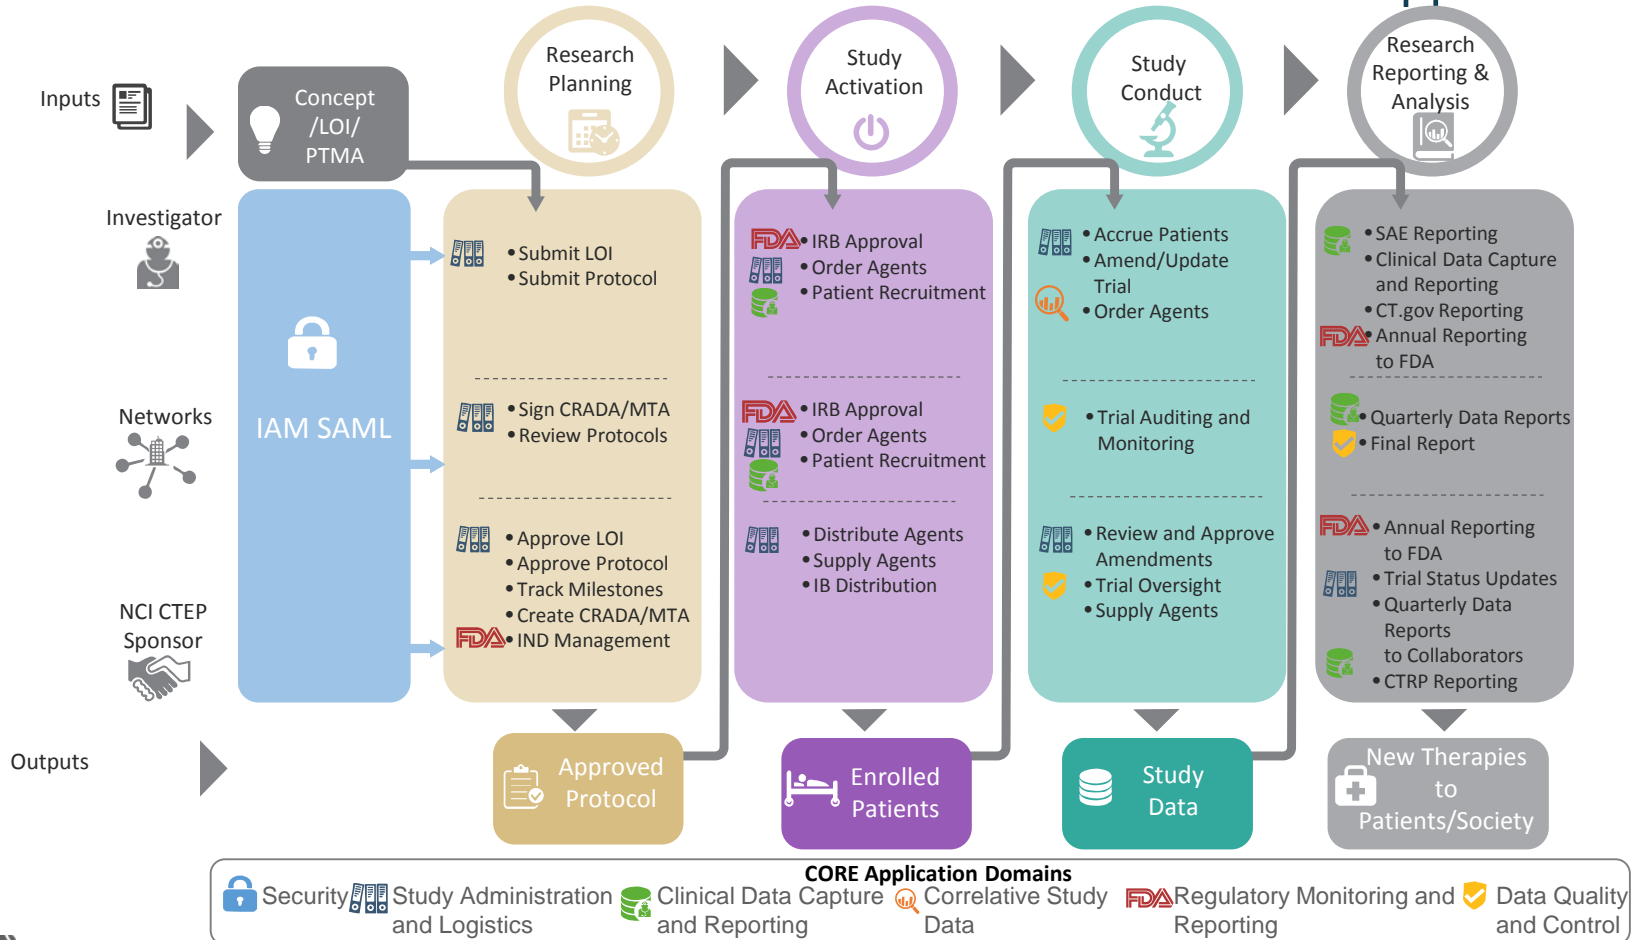 Inputs
Concept
/LOI/
PTMA
Research
Planning
Study
Activation
Study
Conduct
Research
Reporting &
Analysis
Investigator
Networks
NCI CTEP
Sponsor
IAM SAML
• Submit LOI
• Submit Protocol
• Sign CRADA/MTA
• Review Protocols
• Approve LOI
• Approve Protocol
• Track Milestones
• Create CRADA/MTA
FDA • IND Management
FDA • IRB Approval
• Order Agents
• Patient Recruitment
FDA • IRB Approval
• Order Agents
• Patient Recruitment
• Distribute Agents
• Supply Agents
• IB Distribution
• Accrue Patients
• Amend/Update
Trial
• Order Agents
• Trial Auditing and
Monitoring
• Review and Approve
Amendments
• Trial Oversight
• Supply Agents
• SAE Reporting
• Clinical Data Capture
and Reporting
• CT.gov Reporting
FDA • Annual Reporting
to FDA
• Quarterly Data Reports
• Final Report
FDA • Annual Reporting
to FDA
• Trial Status Updates
• Quarterly Data
Reports
to Collaborators
• CTRP Reporting
Outputs
Approved
Protocol
Enrolled
Patients
Study
Data
New Therapies
to
Patients/Society
CORE Application Domains
Security
Study Administration
and Logistics
Clinical Data Capture
and Reporting
Correlative Study
Data
FDA Regulatory Monitoring and
Reporting
Data Quality
and Control